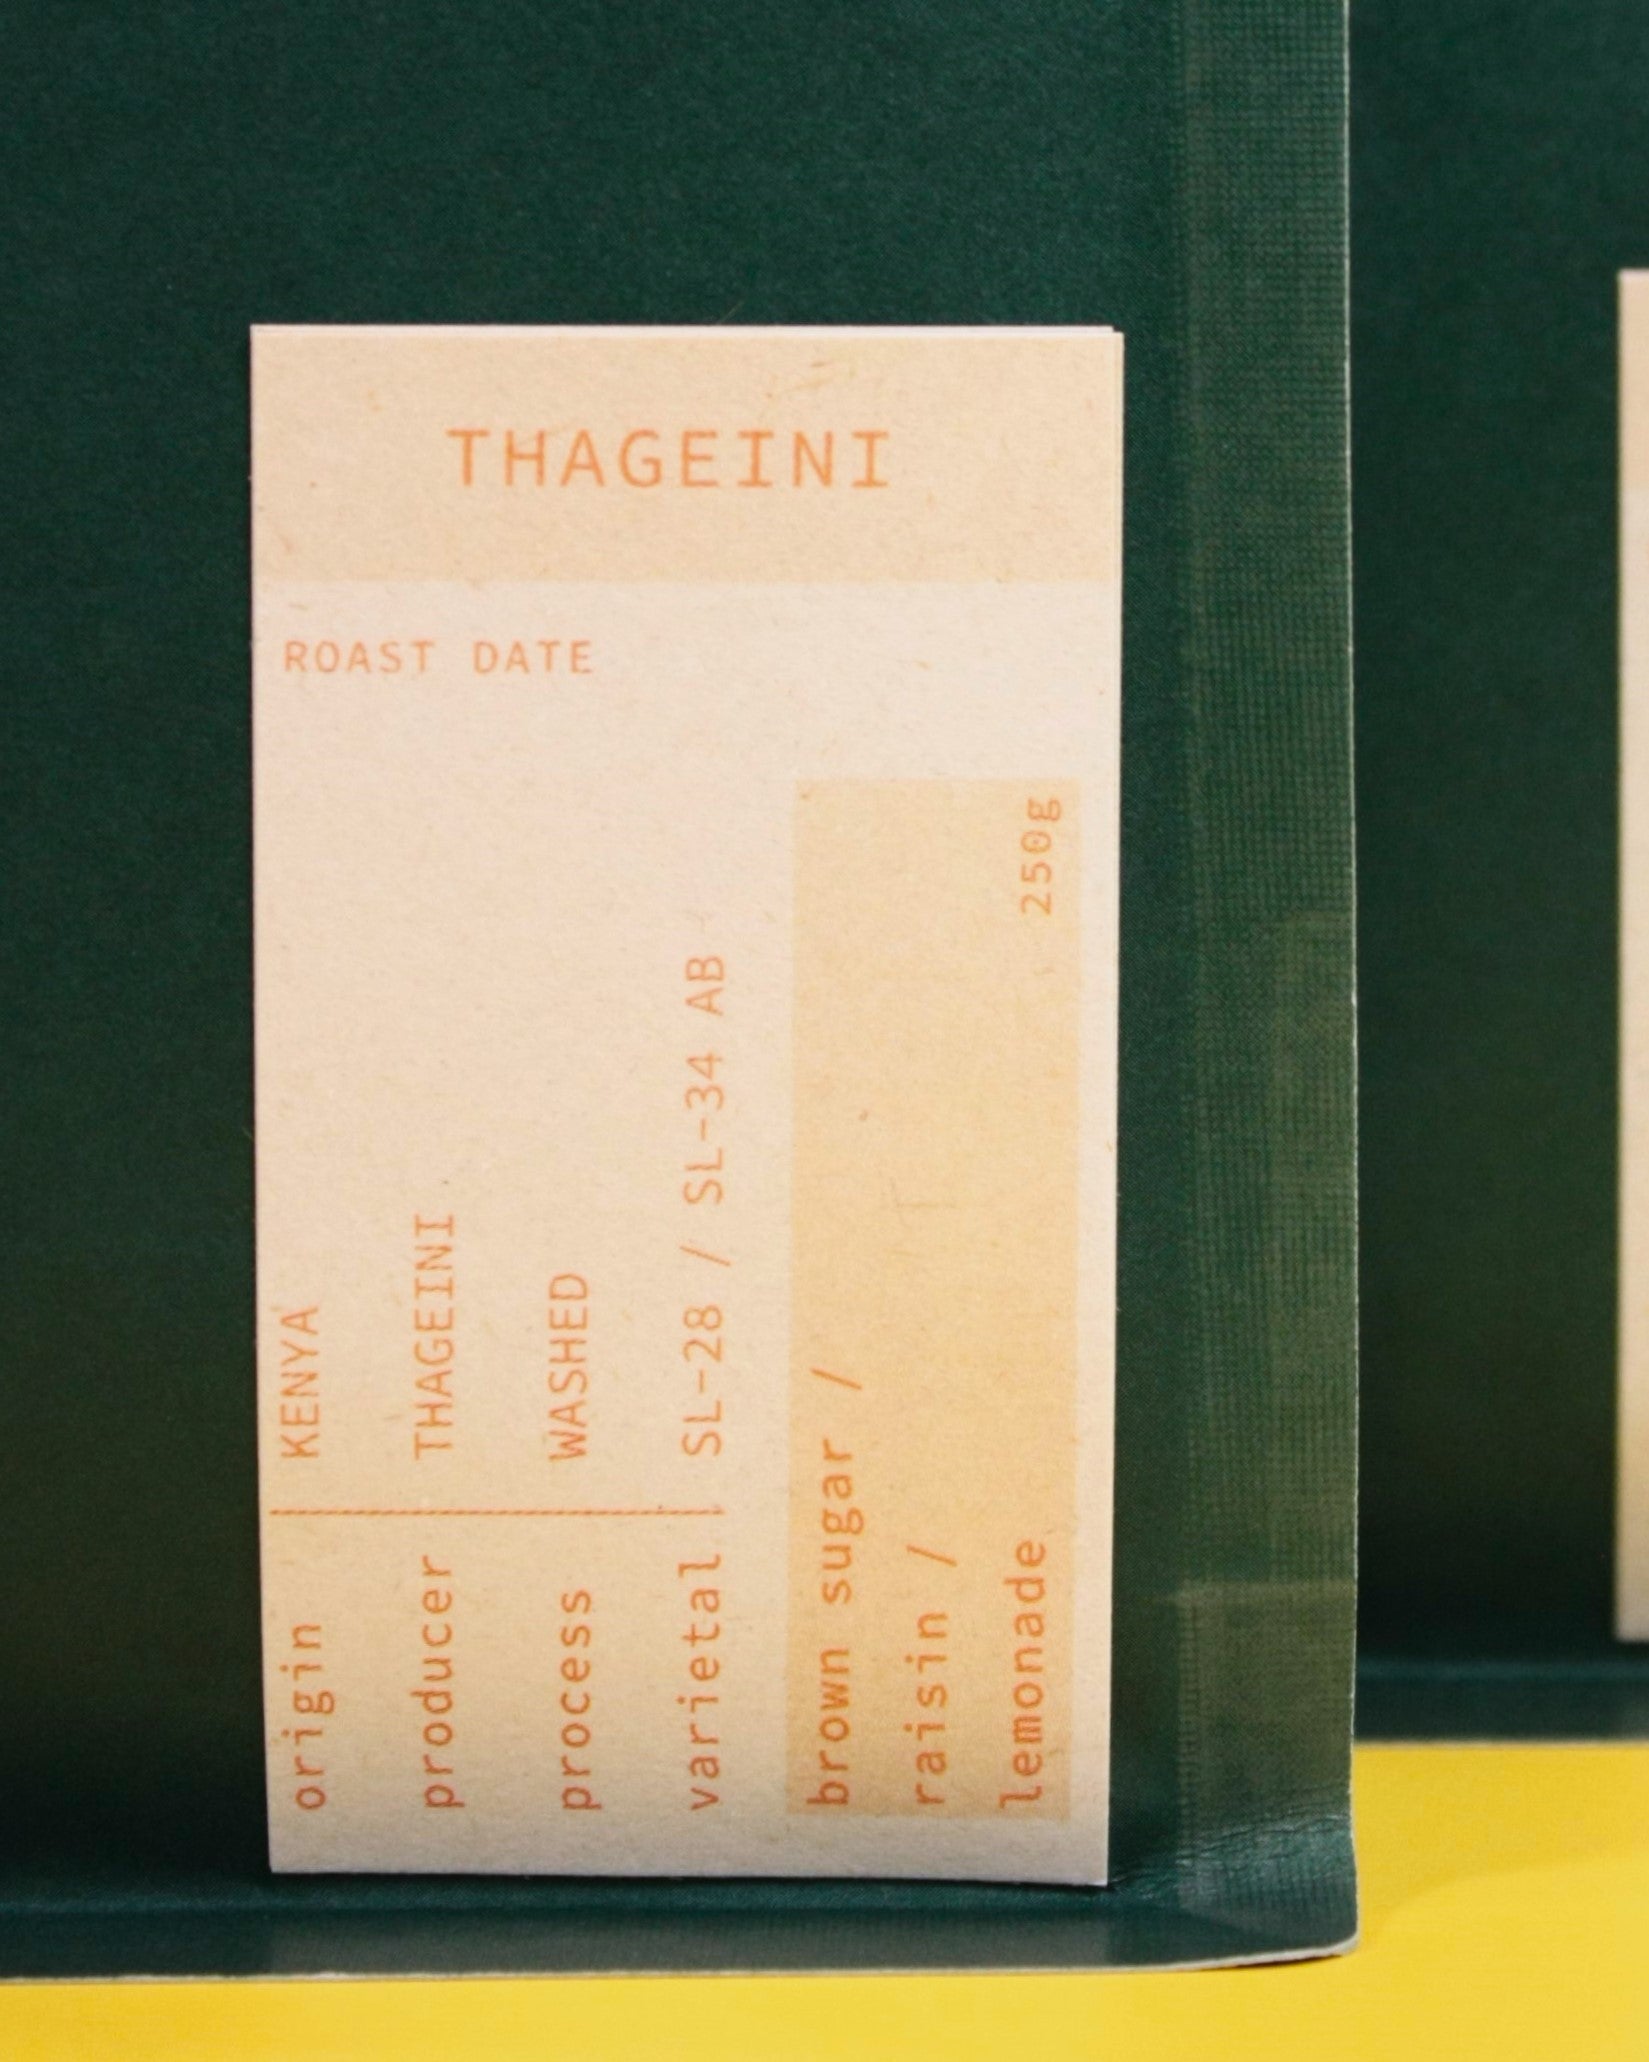 THAGEINI
ROAST DATE
origin KENYA
producer THAGEINI
process WASHED
varietal SL-28 / SL-34 AB
brown sugar /
raisin /
lemonade
250g